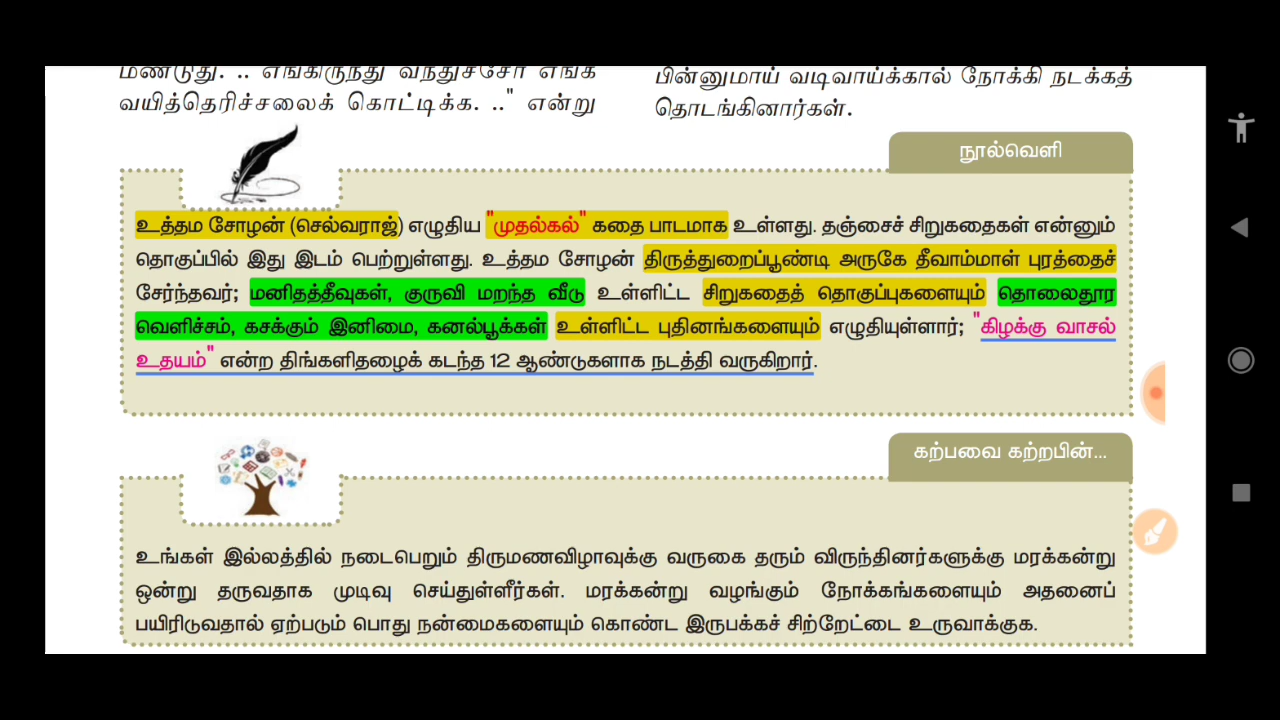 மண்டுது. .. எங்கிருந்து வந்துச்சோ எங்க
வயித்தெரிச்சலைக் கொட்டிக்க. .." என்று
பின்னுமாய் வடிவாய்க்கால் நோக்கி நடக்கத்
தொடங்கினார்கள்.
நூல்வெளி
உத்தம சோழன் (செல்வராஜ்) எழுதிய "முதல்கல்" கதை பாடமாக உள்ளது. தஞ்சைச் சிறுகதைகள் என்னும்
தொகுப்பில் இது இடம் பெற்றுள்ளது. உத்தம சோழன் திருத்துறைப்பூண்டி அருகே தீவாம்மாள் புரத்தைச்
சேர்ந்தவர்; மனிதத்தீவுகள், குருவி மறந்த வீடு உள்ளிட்ட சிறுகதைத் தொகுப்புகளையும் தொலைதூர
வெளிச்சம், கசக்கும் இனிமை, கனல்பூக்கள் உள்ளிட்ட புதினங்களையும் எழுதியுள்ளார்; "கிழக்கு வாசல்
உதயம்" என்ற திங்களிதழைக் கடந்த 12 ஆண்டுகளாக நடத்தி வருகிறார்.
கற்பவை கற்றபின்...
உங்கள் இல்லத்தில் நடைபெறும் திருமணவிழாவுக்கு வருகை தரும் விருந்தினர்களுக்கு மரக்கன்று
ஒன்று தருவதாக முடிவு செய்துள்ளீர்கள். மரக்கன்று வழங்கும் நோக்கங்களையும் அதனைப்
பயிரிடுவதால் ஏற்படும் பொது நன்மைகளையும் கொண்ட இருபக்கச் சிற்றேட்டை உருவாக்குக.